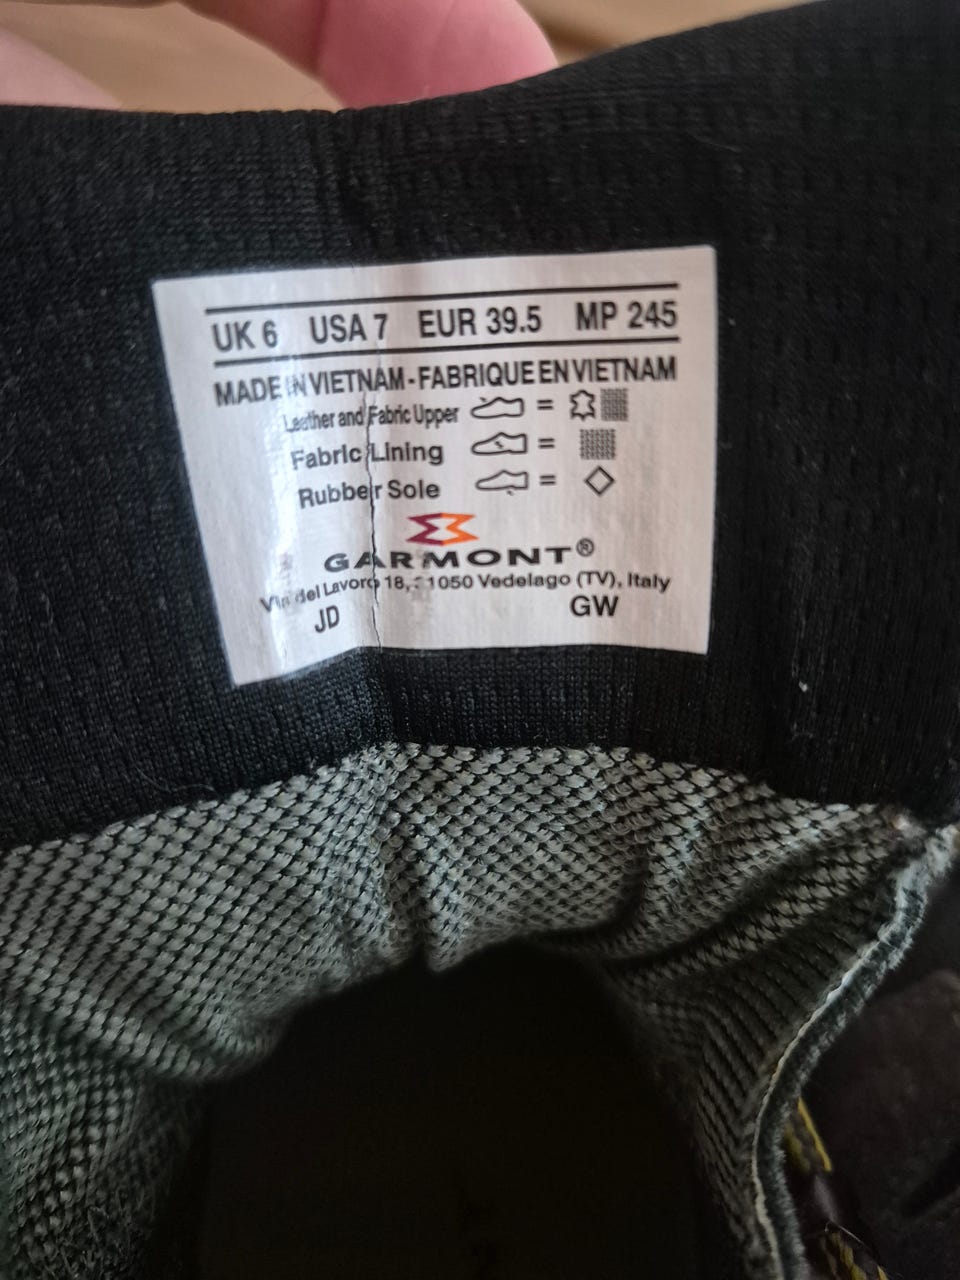 UK 6 USA 7 EUR 39.5 MP 245
MADE IN VIETNAM - FABRIQUE EN VIETNAM
Leather and Fabric Upper =
Fabric Lining =
Rubber Sole =
GARMONT®
Via del Lavoro 18, 31050 Vedelago (TV), Italy
JD GW